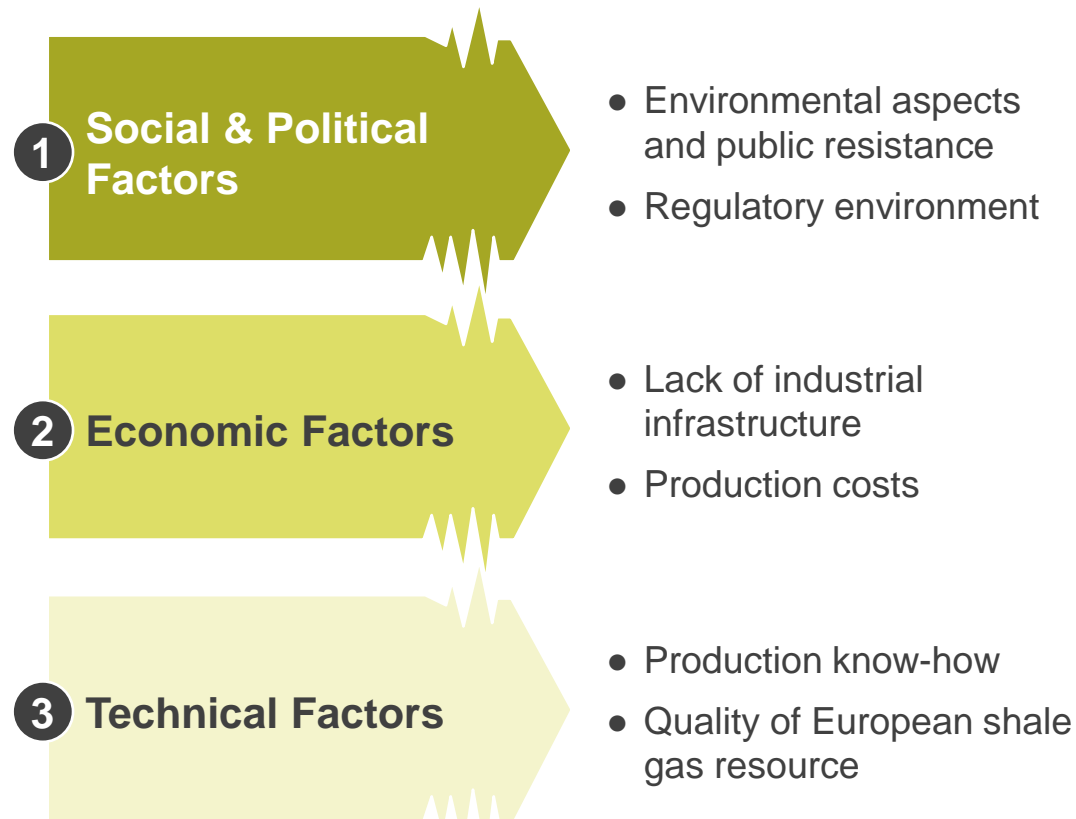 1
Social & Political
Factors
● Environmental aspects
and public resistance
● Regulatory environment
2
Economic Factors
● Lack of industrial
infrastructure
● Production costs
3
Technical Factors
● Production know-how
● Quality of European shale
gas resource